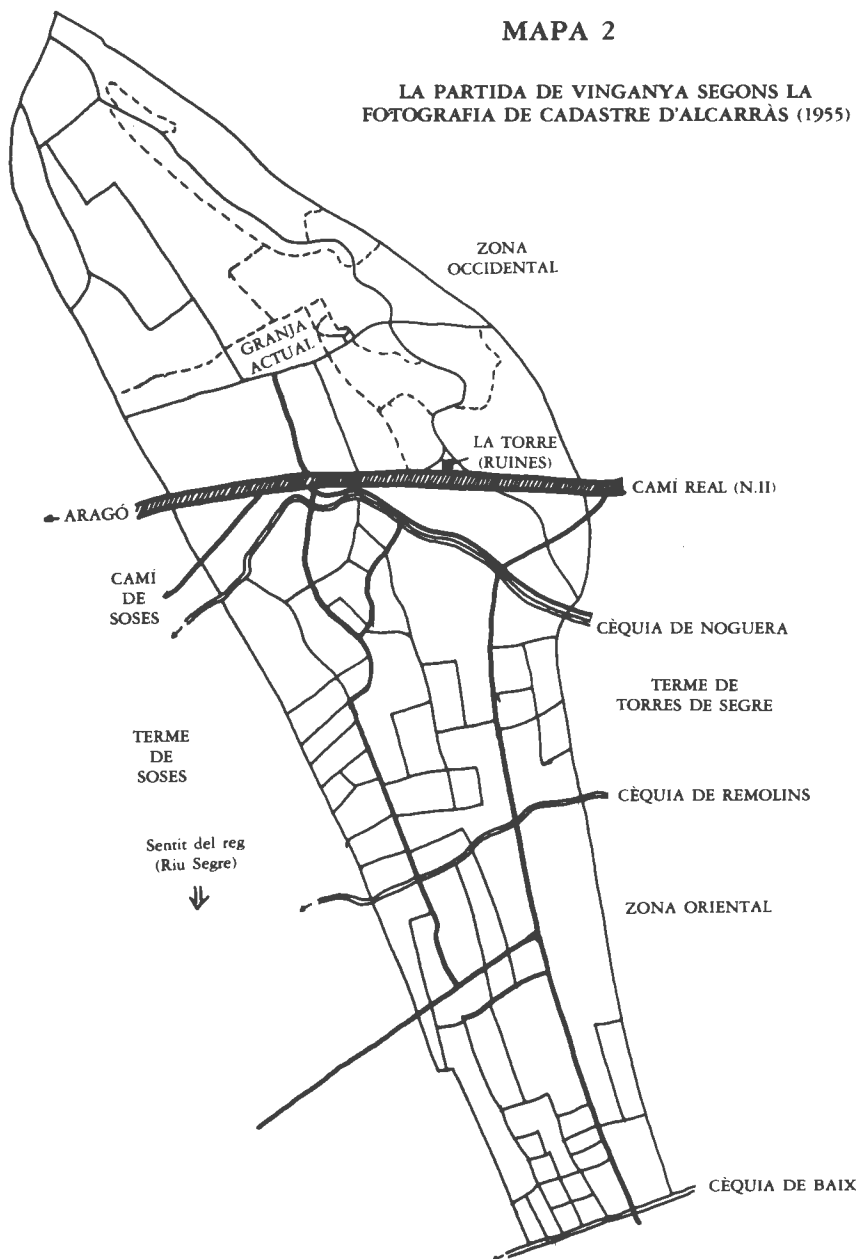 MAPA 2
LA PARTIDA DE VINGANYA SEGONS LA
FOTOGRAFIA DE CADASTRE D'ALCARRÀS (1955)
ZONA
OCCIDENTAL
GRANJA
ACTUAL
LA TORRE
(RUINES)
CAMÍ REAL (N.II)
ARAGÓ
CAMÍ
DE
SOSES
CÈQUIA DE NOGUERA
TERME DE
TORRES DE SEGRE
TERME
DE
SOSES
CÈQUIA DE REMOLINS
Sentit del reg
(Riu Segre)
ZONA ORIENTAL
CÈQUIA DE BAIX